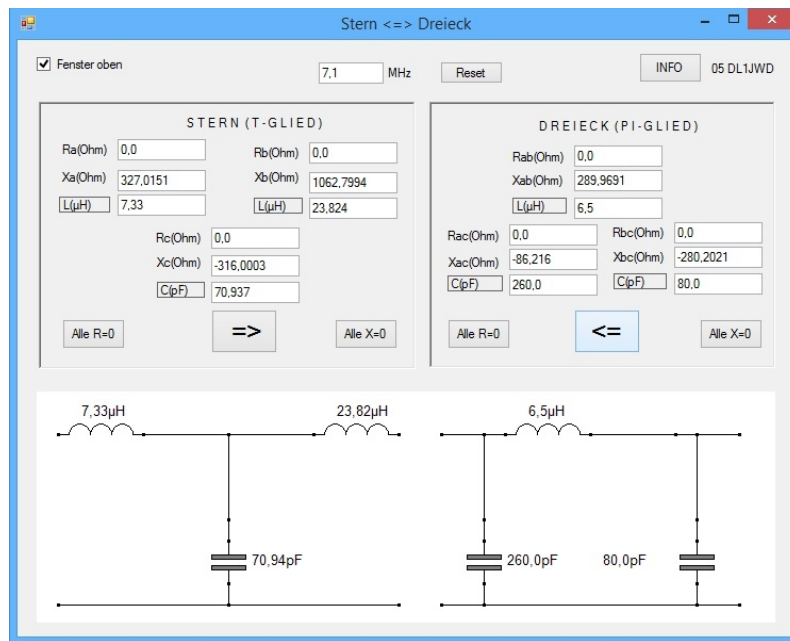 Stern <=> Dreieck
Fenster oben
7,1 MHz
Reset
INFO
05 DL1JWD
STERN (T-GLIED)
Ra(Ohm) 0,0
Rb(Ohm) 0,0
Xa(Ohm) 327,0151
Xb(Ohm) 1062,7994
L(µH) 7,33
L(µH) 23,824
Rc(Ohm) 0,0
Xc(Ohm) -316,0003
C(pF) 70,937
Alle R=0
=>
Alle X=0
DREIECK (PI-GLIED)
Rab(Ohm) 0,0
Xab(Ohm) 289,9691
L(µH) 6,5
Rac(Ohm) 0,0
Rbc(Ohm) 0,0
Xac(Ohm) -86,216
Xbc(Ohm) -280,2021
C(pF) 260,0
C(pF) 80,0
Alle R=0
<=
Alle X=0
7,33µH
23,82µH
6,5µH
70,94pF
260,0pF
80,0pF